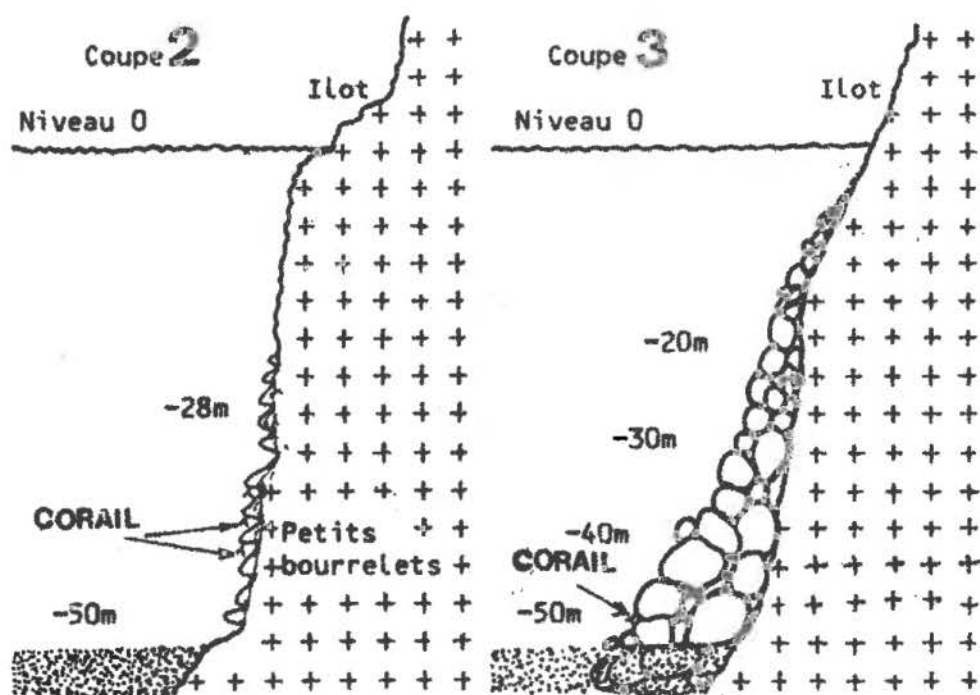 Coupe 2
Ilot
Niveau 0
-28m
CORAIL
Petits
bourrelets
-50m
Coupe 3
Ilot
Niveau 0
-20m
-30m
-40m
CORAIL
-50m